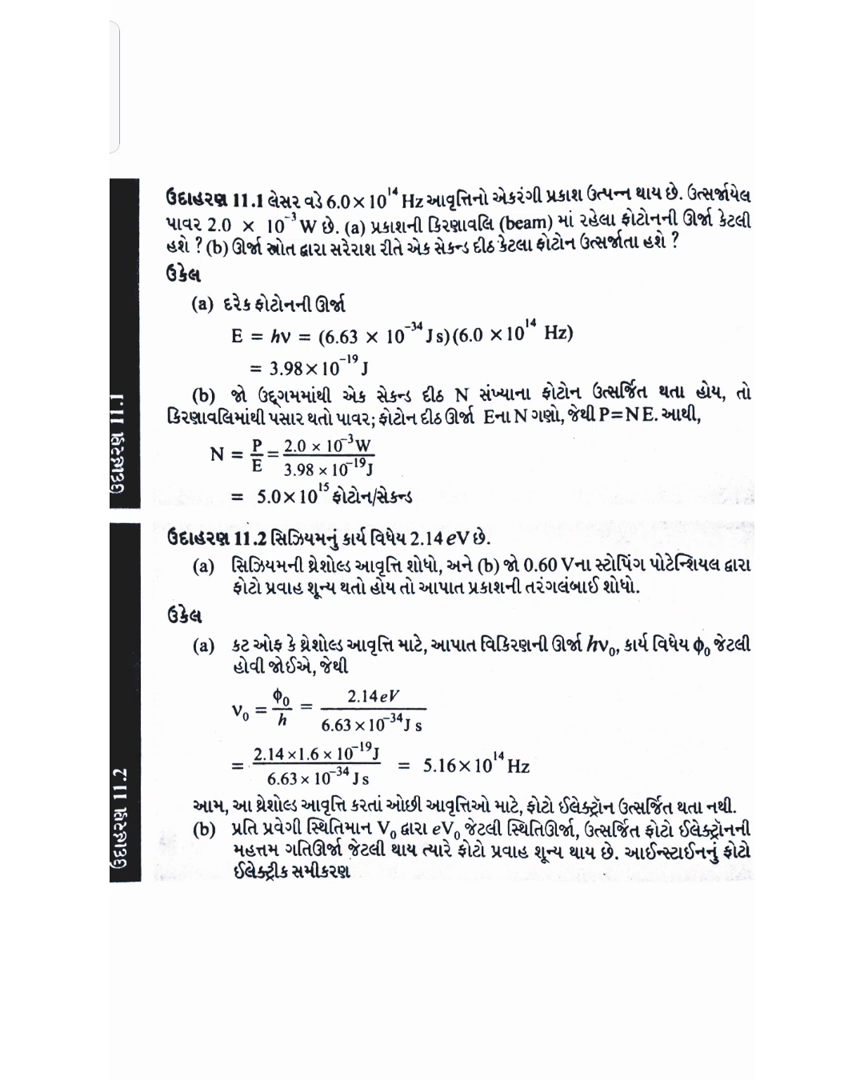 ઉદાહરણ 11.1 લેસર વડે 6.0 × 10¹⁴ Hz આવૃત્તિનો એકરંગી પ્રકાશ ઉત્પન્ન થાય છે. ઉત્સર્જાયેલ
પાવર 2.0 × 10⁻³ W છે. (a) પ્રકાશની કિરણાવલિ (beam) માં રહેલા ફોટોનની ઊર્જા કેટલી
હશે ? (b) ઊર્જા સ્રોત દ્વારા સરેરાશ રીતે એક સેકન્ડ દીઠ કેટલા ફોટોન ઉત્સર્જાતા હશે ?
ઉકેલ
(a) દરેક ફોટોનની ઊર્જા
E = hν = (6.63 × 10⁻³⁴ J s)(6.0 × 10¹⁴ Hz)
= 3.98 × 10⁻¹⁹ J
(b) જો ઉદ્દગમમાંથી એક સેકન્ડ દીઠ N સંખ્યાના ફોટોન ઉત્સર્જિત થતા હોય, તો
કિરણાવલિમાંથી પસાર થતો પાવર; ફોટોન દીઠ ઊર્જા Eના N ગણો, જેથી P=NE. આથી,
N = P/E = 2.0 × 10⁻³ W / 3.98 × 10⁻¹⁹ J
= 5.0 × 10¹⁵ ફોટોન/સેકન્ડ
ઉદાહરણ 11.1
ઉદાહરણ 11.2 સિઝિયમનું કાર્ય વિધેય 2.14 eV છે.
(a) સિઝિયમની થ્રેશોલ્ડ આવૃત્તિ શોધો, અને (b) જો 0.60 Vના સ્ટોપિંગ પોટેન્શિયલ દ્વારા
ફોટો પ્રવાહ શૂન્ય થતો હોય તો આપાત પ્રકાશની તરંગલંબાઈ શોધો.
ઉકેલ
(a) કટ ઓફ કે થ્રેશોલ્ડ આવૃત્તિ માટે, આપાત વિકિરણની ઊર્જા hν₀, કાર્ય વિધેય ϕ₀ જેટલી
હોવી જોઈએ, જેથી
ν₀ = ϕ₀/h = 2.14 eV / 6.63 × 10⁻³⁴ J s
= 2.14 × 1.6 × 10⁻¹⁹ J / 6.63 × 10⁻³⁴ J s = 5.16 × 10¹⁴ Hz
આમ, આ થ્રેશોલ્ડ આવૃત્તિ કરતાં ઓછી આવૃત્તિઓ માટે, ફોટો ઈલેક્ટ્રૉન ઉત્સર્જિત થતા નથી.
(b) પ્રતિ પ્રવેગી સ્થિતિમાન V₀ દ્વારા eV₀ જેટલી સ્થિતિઊર્જા, ઉત્સર્જિત ફોટો ઈલેક્ટ્રૉનની
મહત્તમ ગતિઊર્જા જેટલી થાય ત્યારે ફોટો પ્રવાહ શૂન્ય થાય છે. આઈન્સ્ટાઈનનું ફોટો
ઈલેક્ટ્રીક સમીકરણ
ઉદાહરણ 11.2